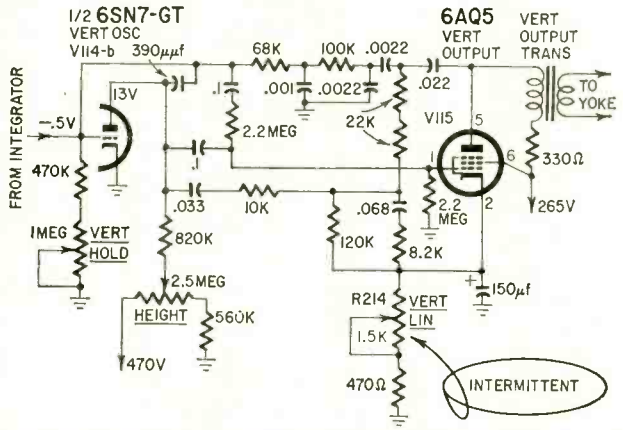 1/2 6SN7-GT
VERT OSC
V114-b
390μμf
13V
-.5V
FROM INTEGRATOR
470K
1MEG
VERT
HOLD
68K
100K
.0022
.1
.001
.0022
2.2MEG
22K
.1
.033
10K
820K
2.5MEG
HEIGHT
560K
470V
6AQ5
VERT
OUTPUT
.022
V115
5
1
6
2
2.2
MEG
.068
120K
8.2K
R214
VERT
LIN
1.5K
470Ω
+
150μf
VERT
OUTPUT
TRANS
TO
YOKE
330Ω
265V
INTERMITTENT